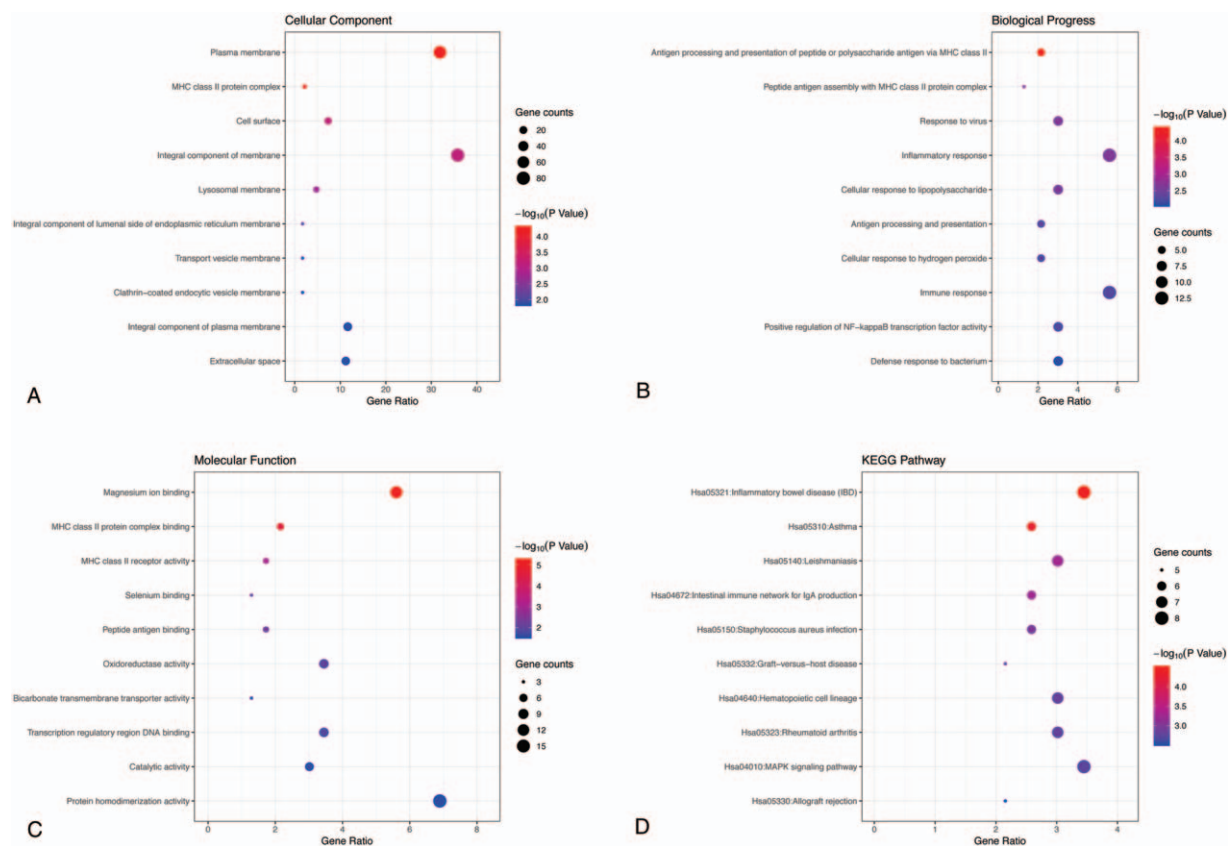 Cellular Component
Plasma membrane
MHC class II protein complex
Cell surface
Integral component of membrane
Lysosomal membrane
Integral component of lumenal side of endoplasmic reticulum membrane
Transport vesicle membrane
Clathrin-coated endocytic vesicle membrane
Integral component of plasma membrane
Extracellular space
0 10 20 30 40
Gene Ratio
Gene counts
20
40
60
80
−log10(P Value)
4.0
3.5
3.0
2.5
2.0
A
Biological Progress
Antigen processing and presentation of peptide or polysaccharide antigen via MHC class II
Peptide antigen assembly with MHC class II protein complex
Response to virus
Inflammatory response
Cellular response to lipopolysaccharide
Antigen processing and presentation
Cellular response to hydrogen peroxide
Immune response
Positive regulation of NF-kappaB transcription factor activity
Defense response to bacterium
0 2 4 6
Gene Ratio
−log10(P Value)
4.0
3.5
3.0
2.5
Gene counts
5.0
7.5
10.0
12.5
B
Molecular Function
Magnesium ion binding
MHC class II protein complex binding
MHC class II receptor activity
Selenium binding
Peptide antigen binding
Oxidoreductase activity
Bicarbonate transmembrane transporter activity
Transcription regulatory region DNA binding
Catalytic activity
Protein homodimerization activity
0 2 4 6 8
Gene Ratio
−log10(P Value)
5
4
3
2
Gene counts
3
6
9
12
15
C
KEGG Pathway
Hsa05321:Inflammatory bowel disease (IBD)
Hsa05310:Asthma
Hsa05140:Leishmaniasis
Hsa04672:Intestinal immune network for IgA production
Hsa05150:Staphylococcus aureus infection
Hsa05332:Graft-versus-host disease
Hsa04640:Hematopoietic cell lineage
Hsa05323:Rheumatoid arthritis
Hsa04010:MAPK signaling pathway
Hsa05330:Allograft rejection
0 1 2 3 4
Gene Ratio
Gene counts
5
6
7
8
−log10(P Value)
4.0
3.5
3.0
D